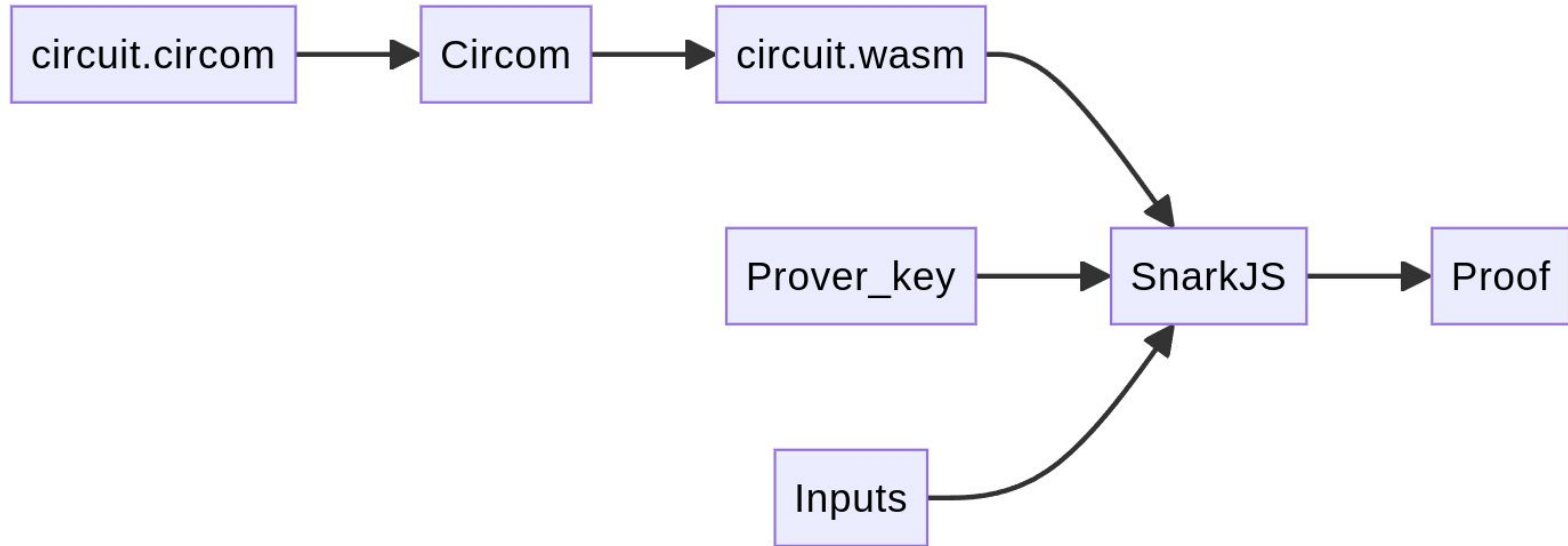 circuit.circom
Circom
circuit.wasm
Prover_key
SnarkJS
Proof
Inputs